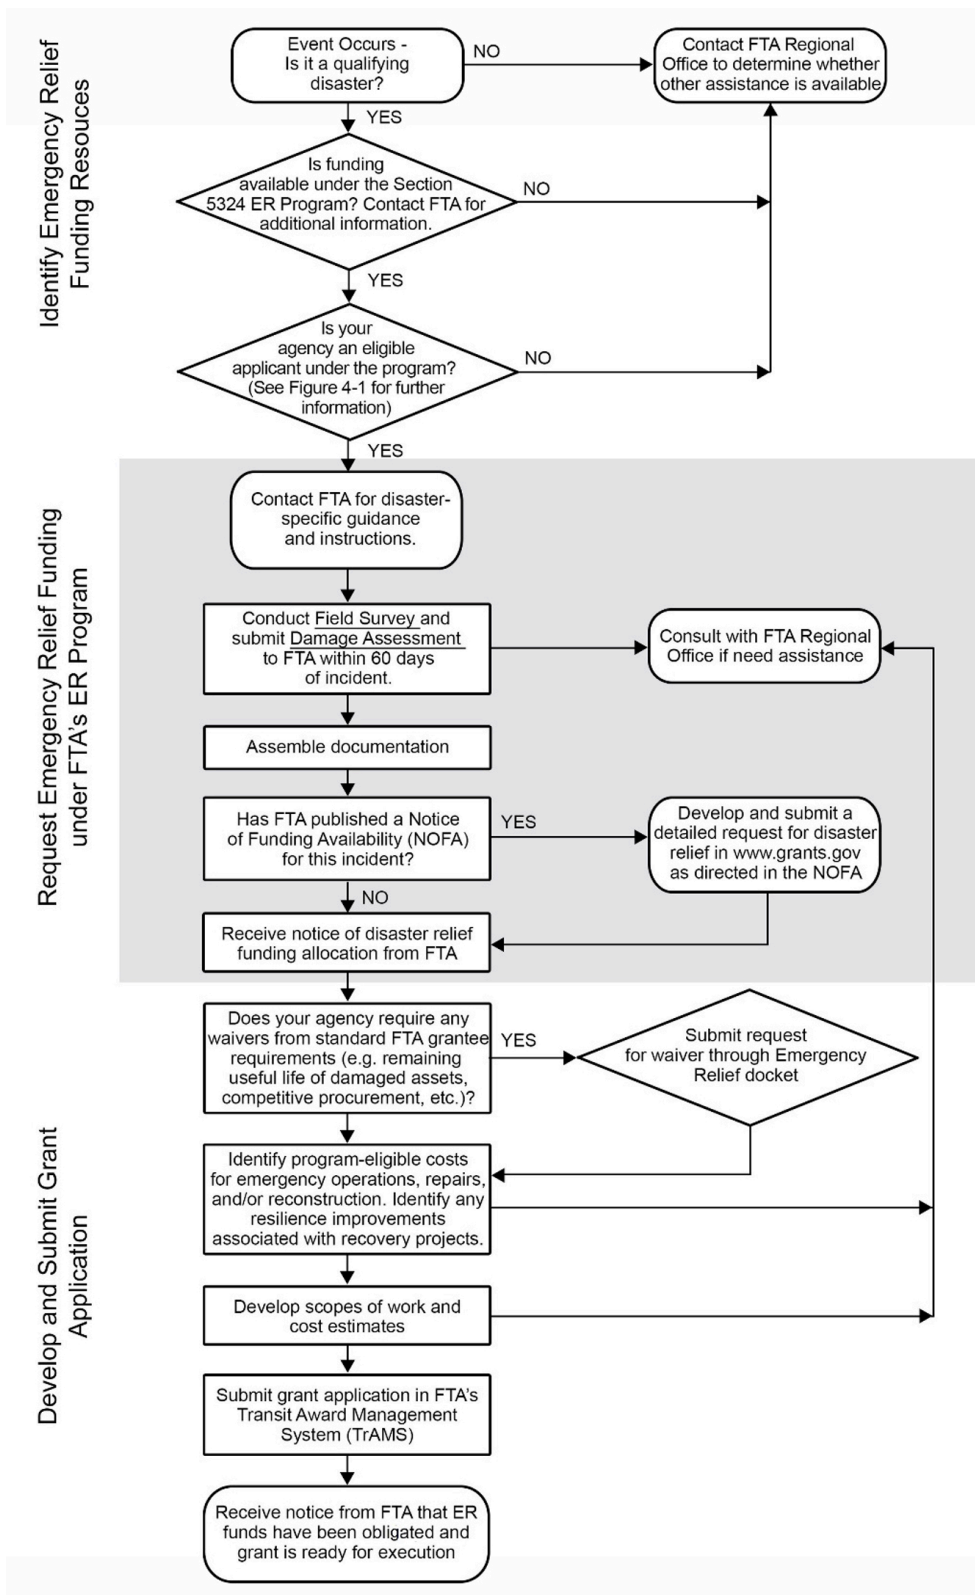 Identify Emergency Relief
Funding Resouces
Event Occurs -
Is it a qualifying
disaster?
NO
Contact FTA Regional
Office to determine whether
other assistance is available
YES
Is funding
available under the Section
5324 ER Program? Contact FTA for
additional information.
NO
YES
Is your
agency an eligible
applicant under the program?
(See Figure 4-1 for further
information)
NO
YES
Request Emergency Relief Funding
under FTA's ER Program
Contact FTA for disaster-
specific guidance
and instructions.
Conduct Field Survey and
submit Damage Assessment
to FTA within 60 days
of incident.
Consult with FTA Regional
Office if need assistance
Assemble documentation
Has FTA published a Notice
of Funding Availability (NOFA)
for this incident?
YES
Develop and submit a
detailed request for disaster
relief in www.grants.gov
as directed in the NOFA
NO
Receive notice of disaster relief
funding allocation from FTA
Develop and Submit Grant
Application
Does your agency require any
waivers from standard FTA grantee
requirements (e.g. remaining
useful life of damaged assets,
competitive procurement, etc.)?
YES
Submit request
for waiver through Emergency
Relief docket
Identify program-eligible costs
for emergency operations, repairs,
and/or reconstruction. Identify any
resilience improvements
associated with recovery projects.
Develop scopes of work and
cost estimates
Submit grant application in FTA's
Transit Award Management
System (TrAMS)
Receive notice from FTA that ER
funds have been obligated and
grant is ready for execution